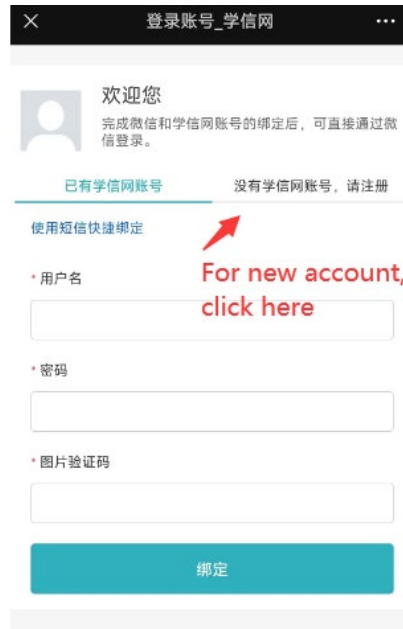 登录账号_学信网
欢迎您
完成微信和学信网账号的绑定后，可直接通过微
信登录。
已有学信网账号
没有学信网账号，请注册
使用短信快捷绑定
* 用户名
For new account,
click here
* 密码
* 图片验证码
绑定